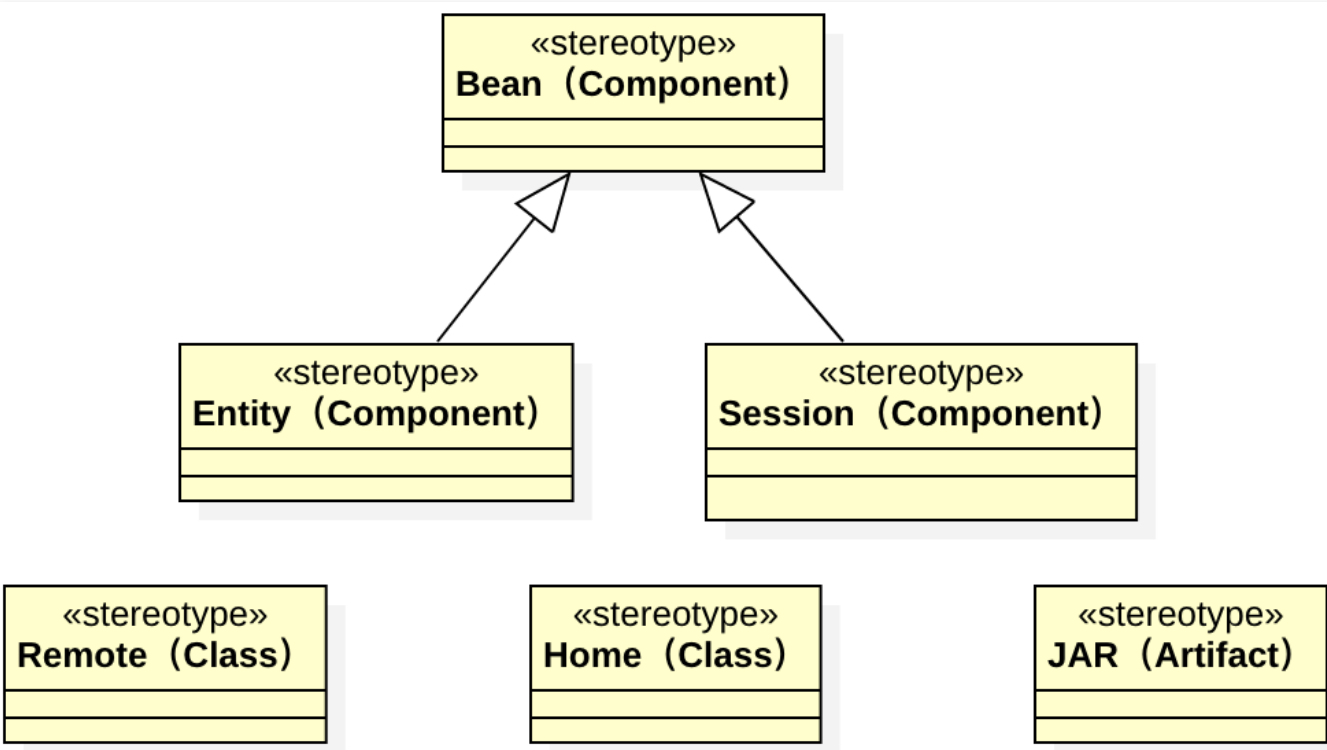 «stereotype»
Bean（Component）
«stereotype»
Entity（Component）
«stereotype»
Session（Component）
«stereotype»
Remote（Class）
«stereotype»
Home（Class）
«stereotype»
JAR（Artifact）